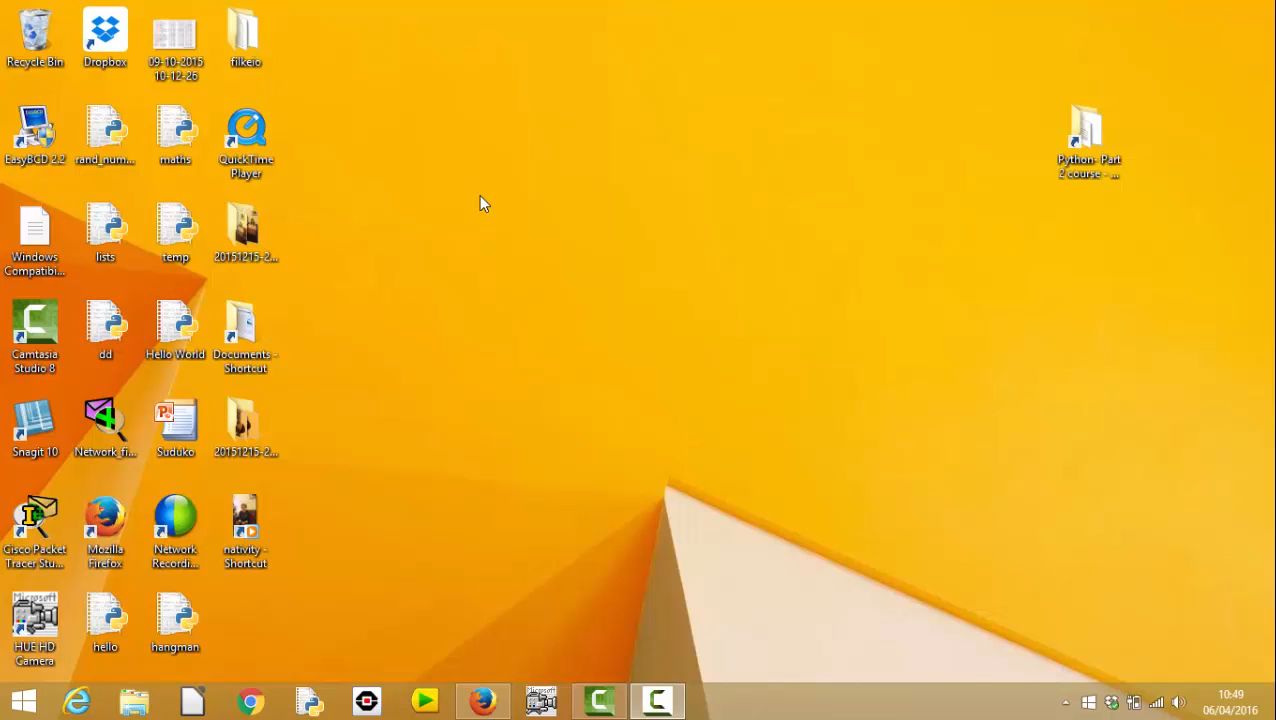 Recycle Bin
Dropbox
09-10-2015
10-12-26
filkeio
EasyBCD 2.2
rand_num...
maths
QuickTime
Player
Windows
Compatibi...
lists
temp
20151215-2...
Camtasia
Studio 8
dd
Hello World
Documents -
Shortcut
Snagit 10
Network_fi...
Suduko
20151215-2...
Cisco Packet
Tracer Stu...
Mozilla
Firefox
Network
Recordi...
nativity -
Shortcut
Microsoft
HUE HD
Camera
hello
hangman
Python- Part
2 course - ...
Microsoft
10:49
06/04/2016